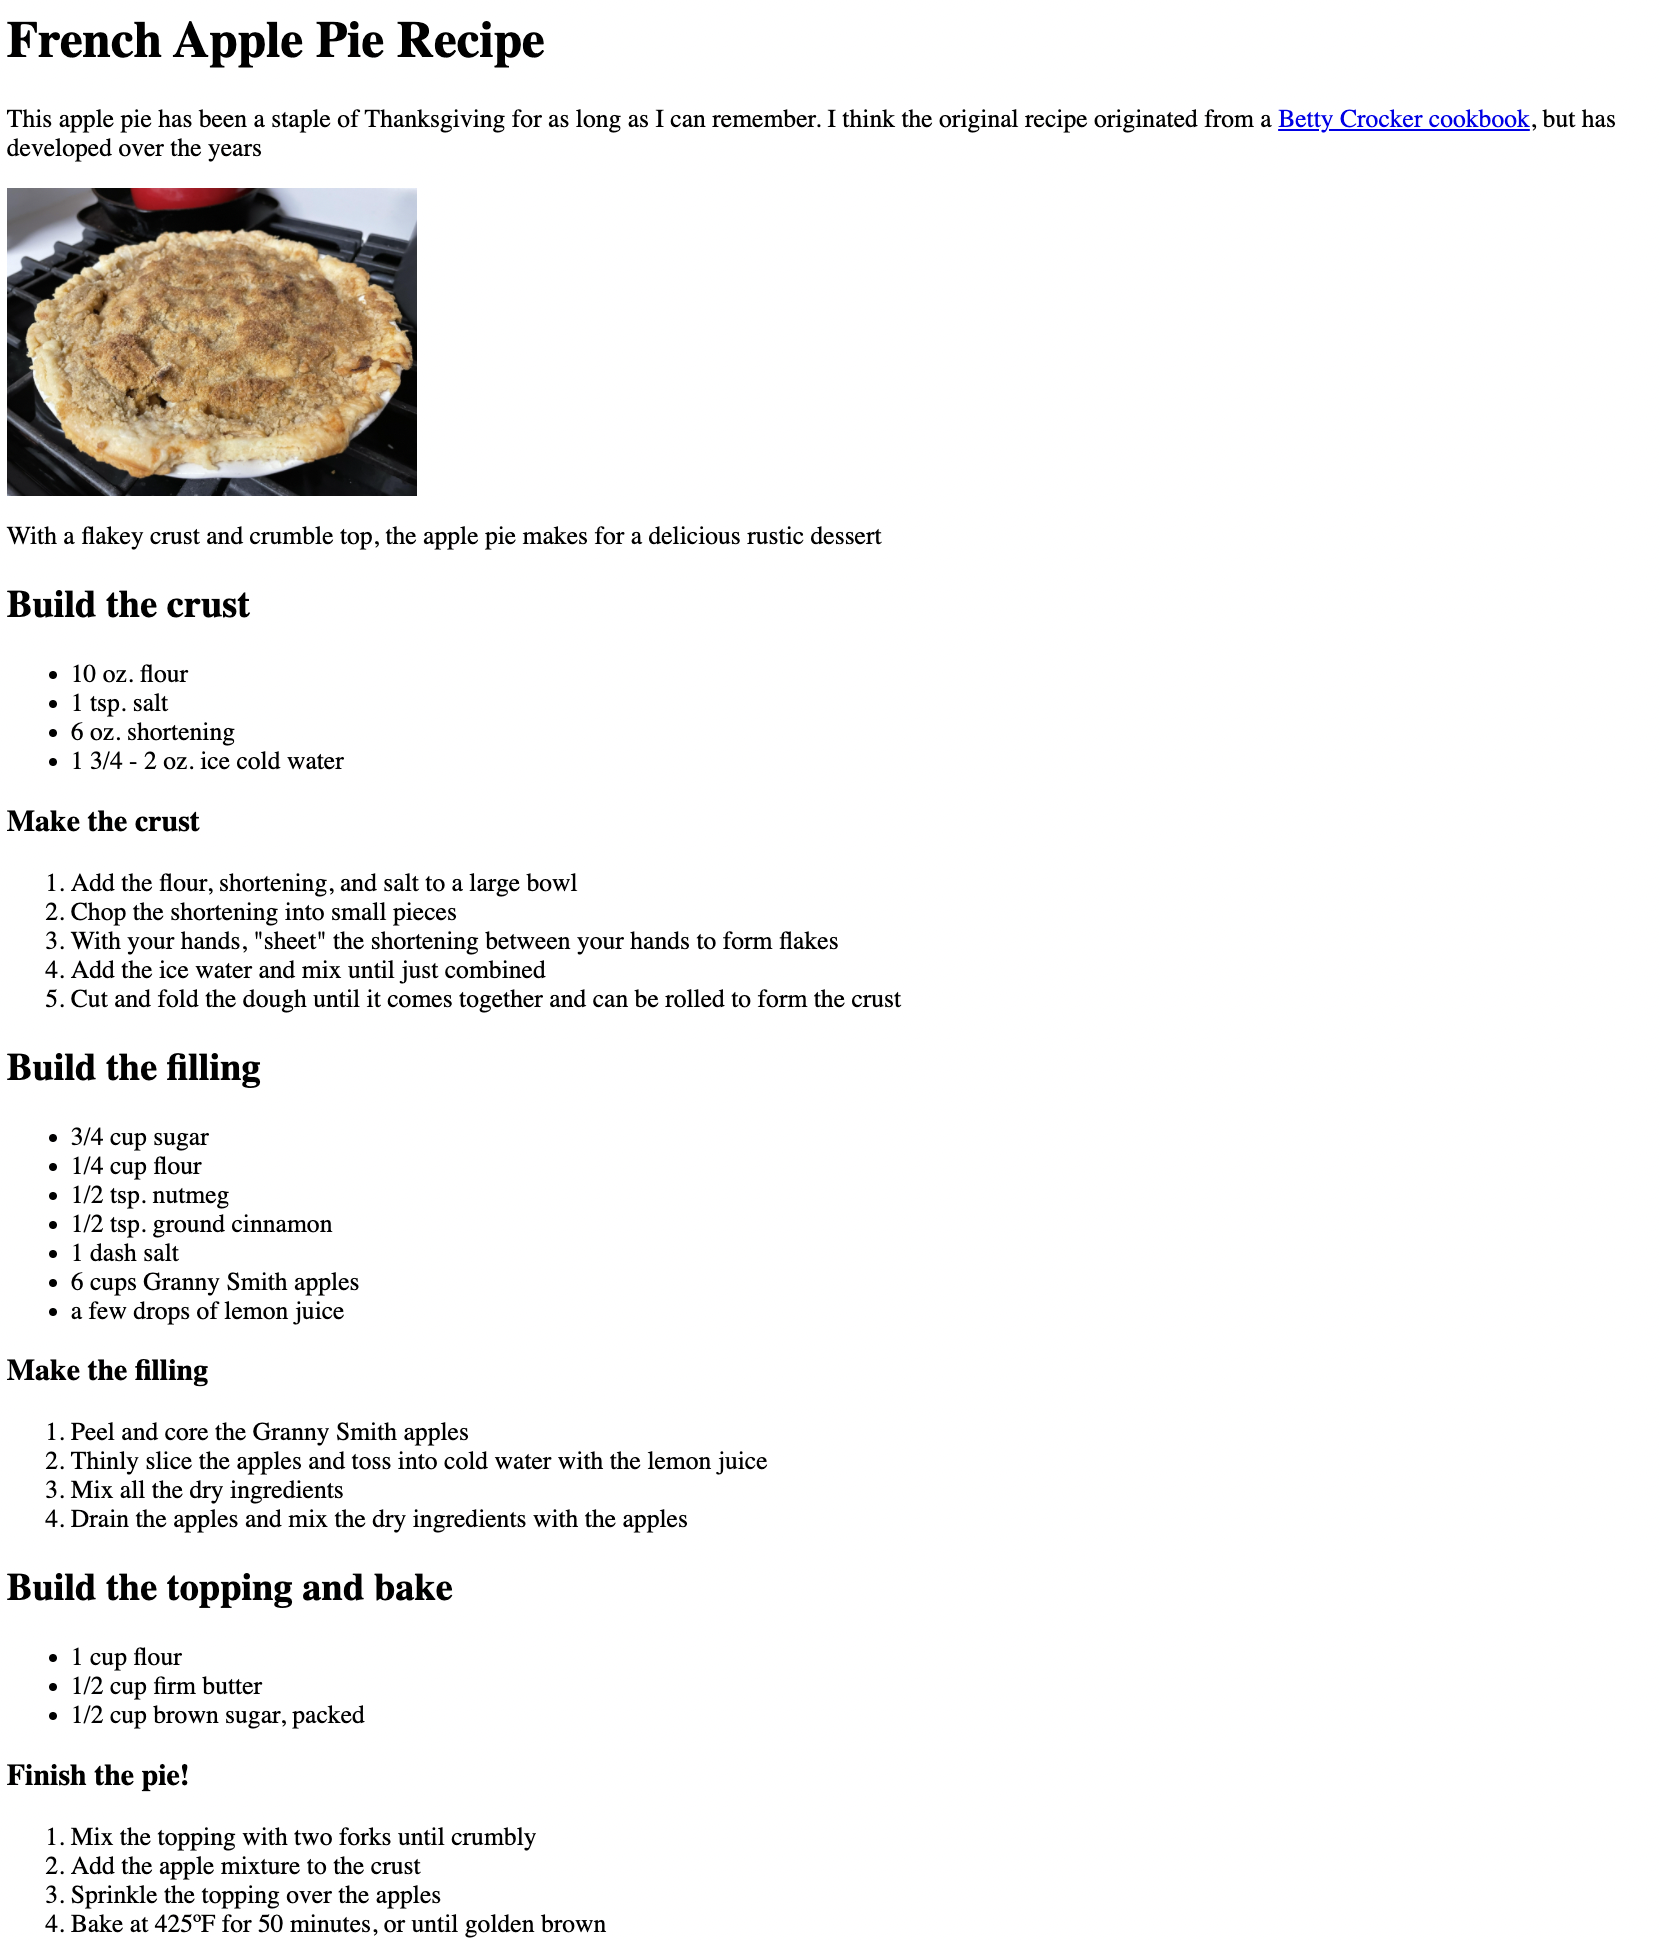 French Apple Pie Recipe
This apple pie has been a staple of Thanksgiving for as long as I can remember. I think the original recipe originated from a Betty Crocker cookbook, but has
developed over the years
With a flakey crust and crumble top, the apple pie makes for a delicious rustic dessert
Build the crust
• 10 oz. flour
• 1 tsp. salt
• 6 oz. shortening
• 1 3/4 - 2 oz. ice cold water
Make the crust
1. Add the flour, shortening, and salt to a large bowl
2. Chop the shortening into small pieces
3. With your hands, "sheet" the shortening between your hands to form flakes
4. Add the ice water and mix until just combined
5. Cut and fold the dough until it comes together and can be rolled to form the crust
Build the filling
• 3/4 cup sugar
• 1/4 cup flour
• 1/2 tsp. nutmeg
• 1/2 tsp. ground cinnamon
• 1 dash salt
• 6 cups Granny Smith apples
• a few drops of lemon juice
Make the filling
1. Peel and core the Granny Smith apples
2. Thinly slice the apples and toss into cold water with the lemon juice
3. Mix all the dry ingredients
4. Drain the apples and mix the dry ingredients with the apples
Build the topping and bake
• 1 cup flour
• 1/2 cup firm butter
• 1/2 cup brown sugar, packed
Finish the pie!
1. Mix the topping with two forks until crumbly
2. Add the apple mixture to the crust
3. Sprinkle the topping over the apples
4. Bake at 425ºF for 50 minutes, or until golden brown